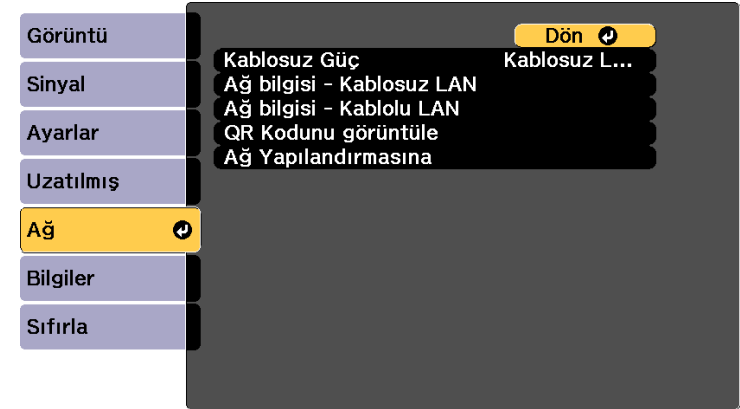 Görüntü
Sinyal
Ayarlar
Uzatılmış
Ağ
Bilgiler
Sıfırla
Dön
Kablosuz Güç Kablosuz L...
Ağ bilgisi - Kablosuz LAN
Ağ bilgisi - Kablolu LAN
QR Kodunu görüntüle
Ağ Yapılandırmasına